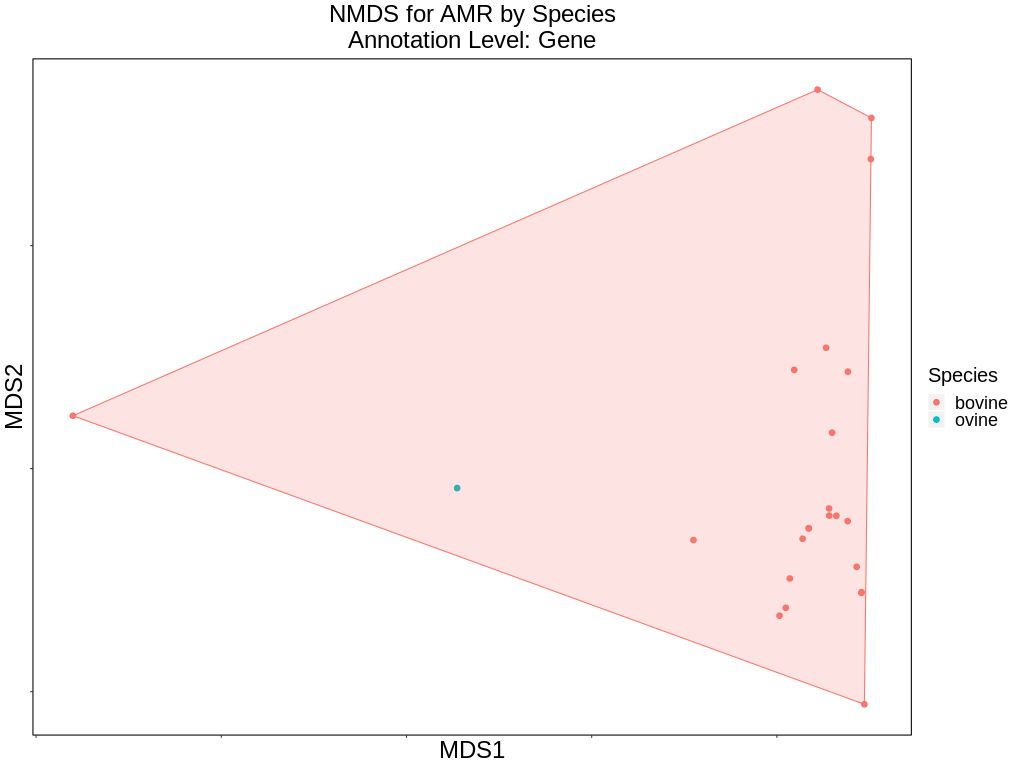 NMDS for AMR by Species
Annotation Level: Gene
MDS2
Species
bovine
ovine
MDS1